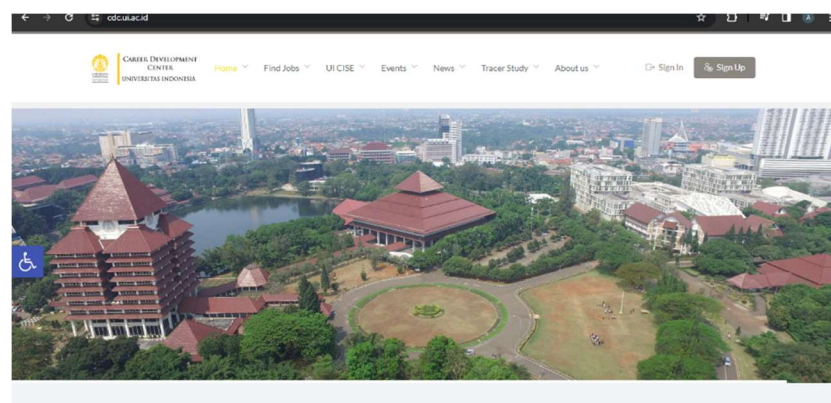 cdc.ui.ac.id
CAREER DEVELOPMENT
CENTER
UNIVERSITAS INDONESIA
Home
Find Jobs
UI CISE
Events
News
Tracer Study
About us
Sign In
Sign Up